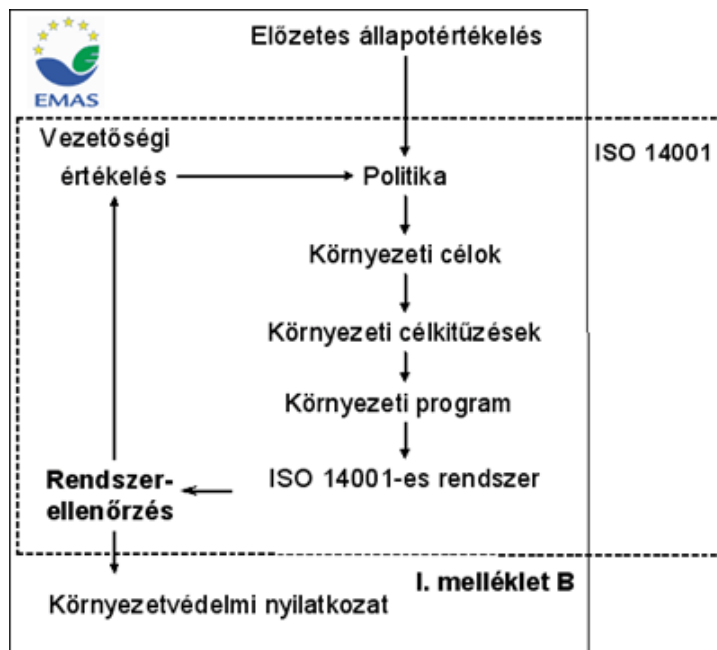 Előzetes állapotértékelés
EMAS
Vezetőségi
értékelés
ISO 14001
Politika
Környezeti célok
Környezeti célkitűzések
Környezeti program
ISO 14001-es rendszer
Rendszer-
ellenőrzés
I. melléklet B
Környezetvédelmi nyilatkozat